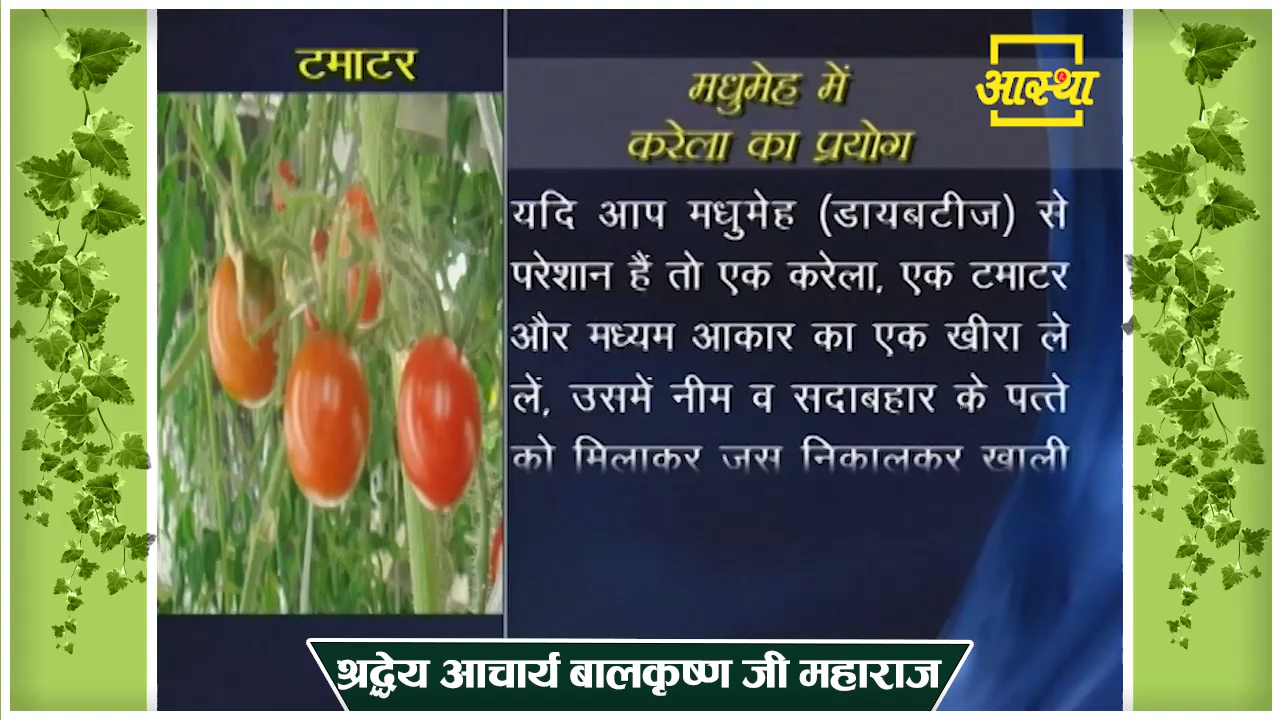 टमाटर
मधुमेह में
करेला का प्रयोग
आस्था
यदि आप मधुमेह (डायबटीज) से
परेशान हैं तो एक करेला, एक टमाटर
और मध्यम आकार का एक खीरा ले
लें, उसमें नीम व सदाबहार के पत्ते
को मिलाकर जूस निकालकर खाली
श्रद्धेय आचार्य बालकृष्ण जी महाराज